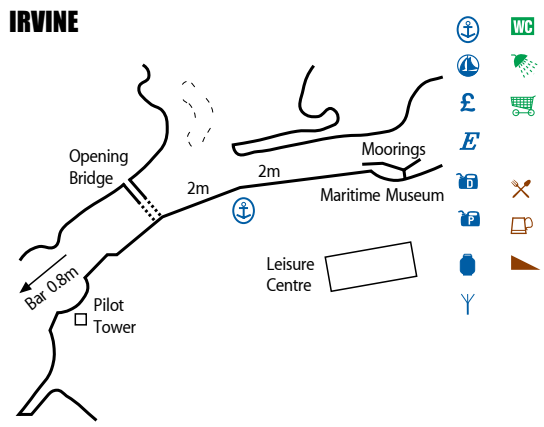 IRVINE
WC
£
E
Opening
Bridge
2m
2m
Moorings
Maritime Museum
D
P
Leisure
Centre
Bar 0.8m
Pilot
Tower